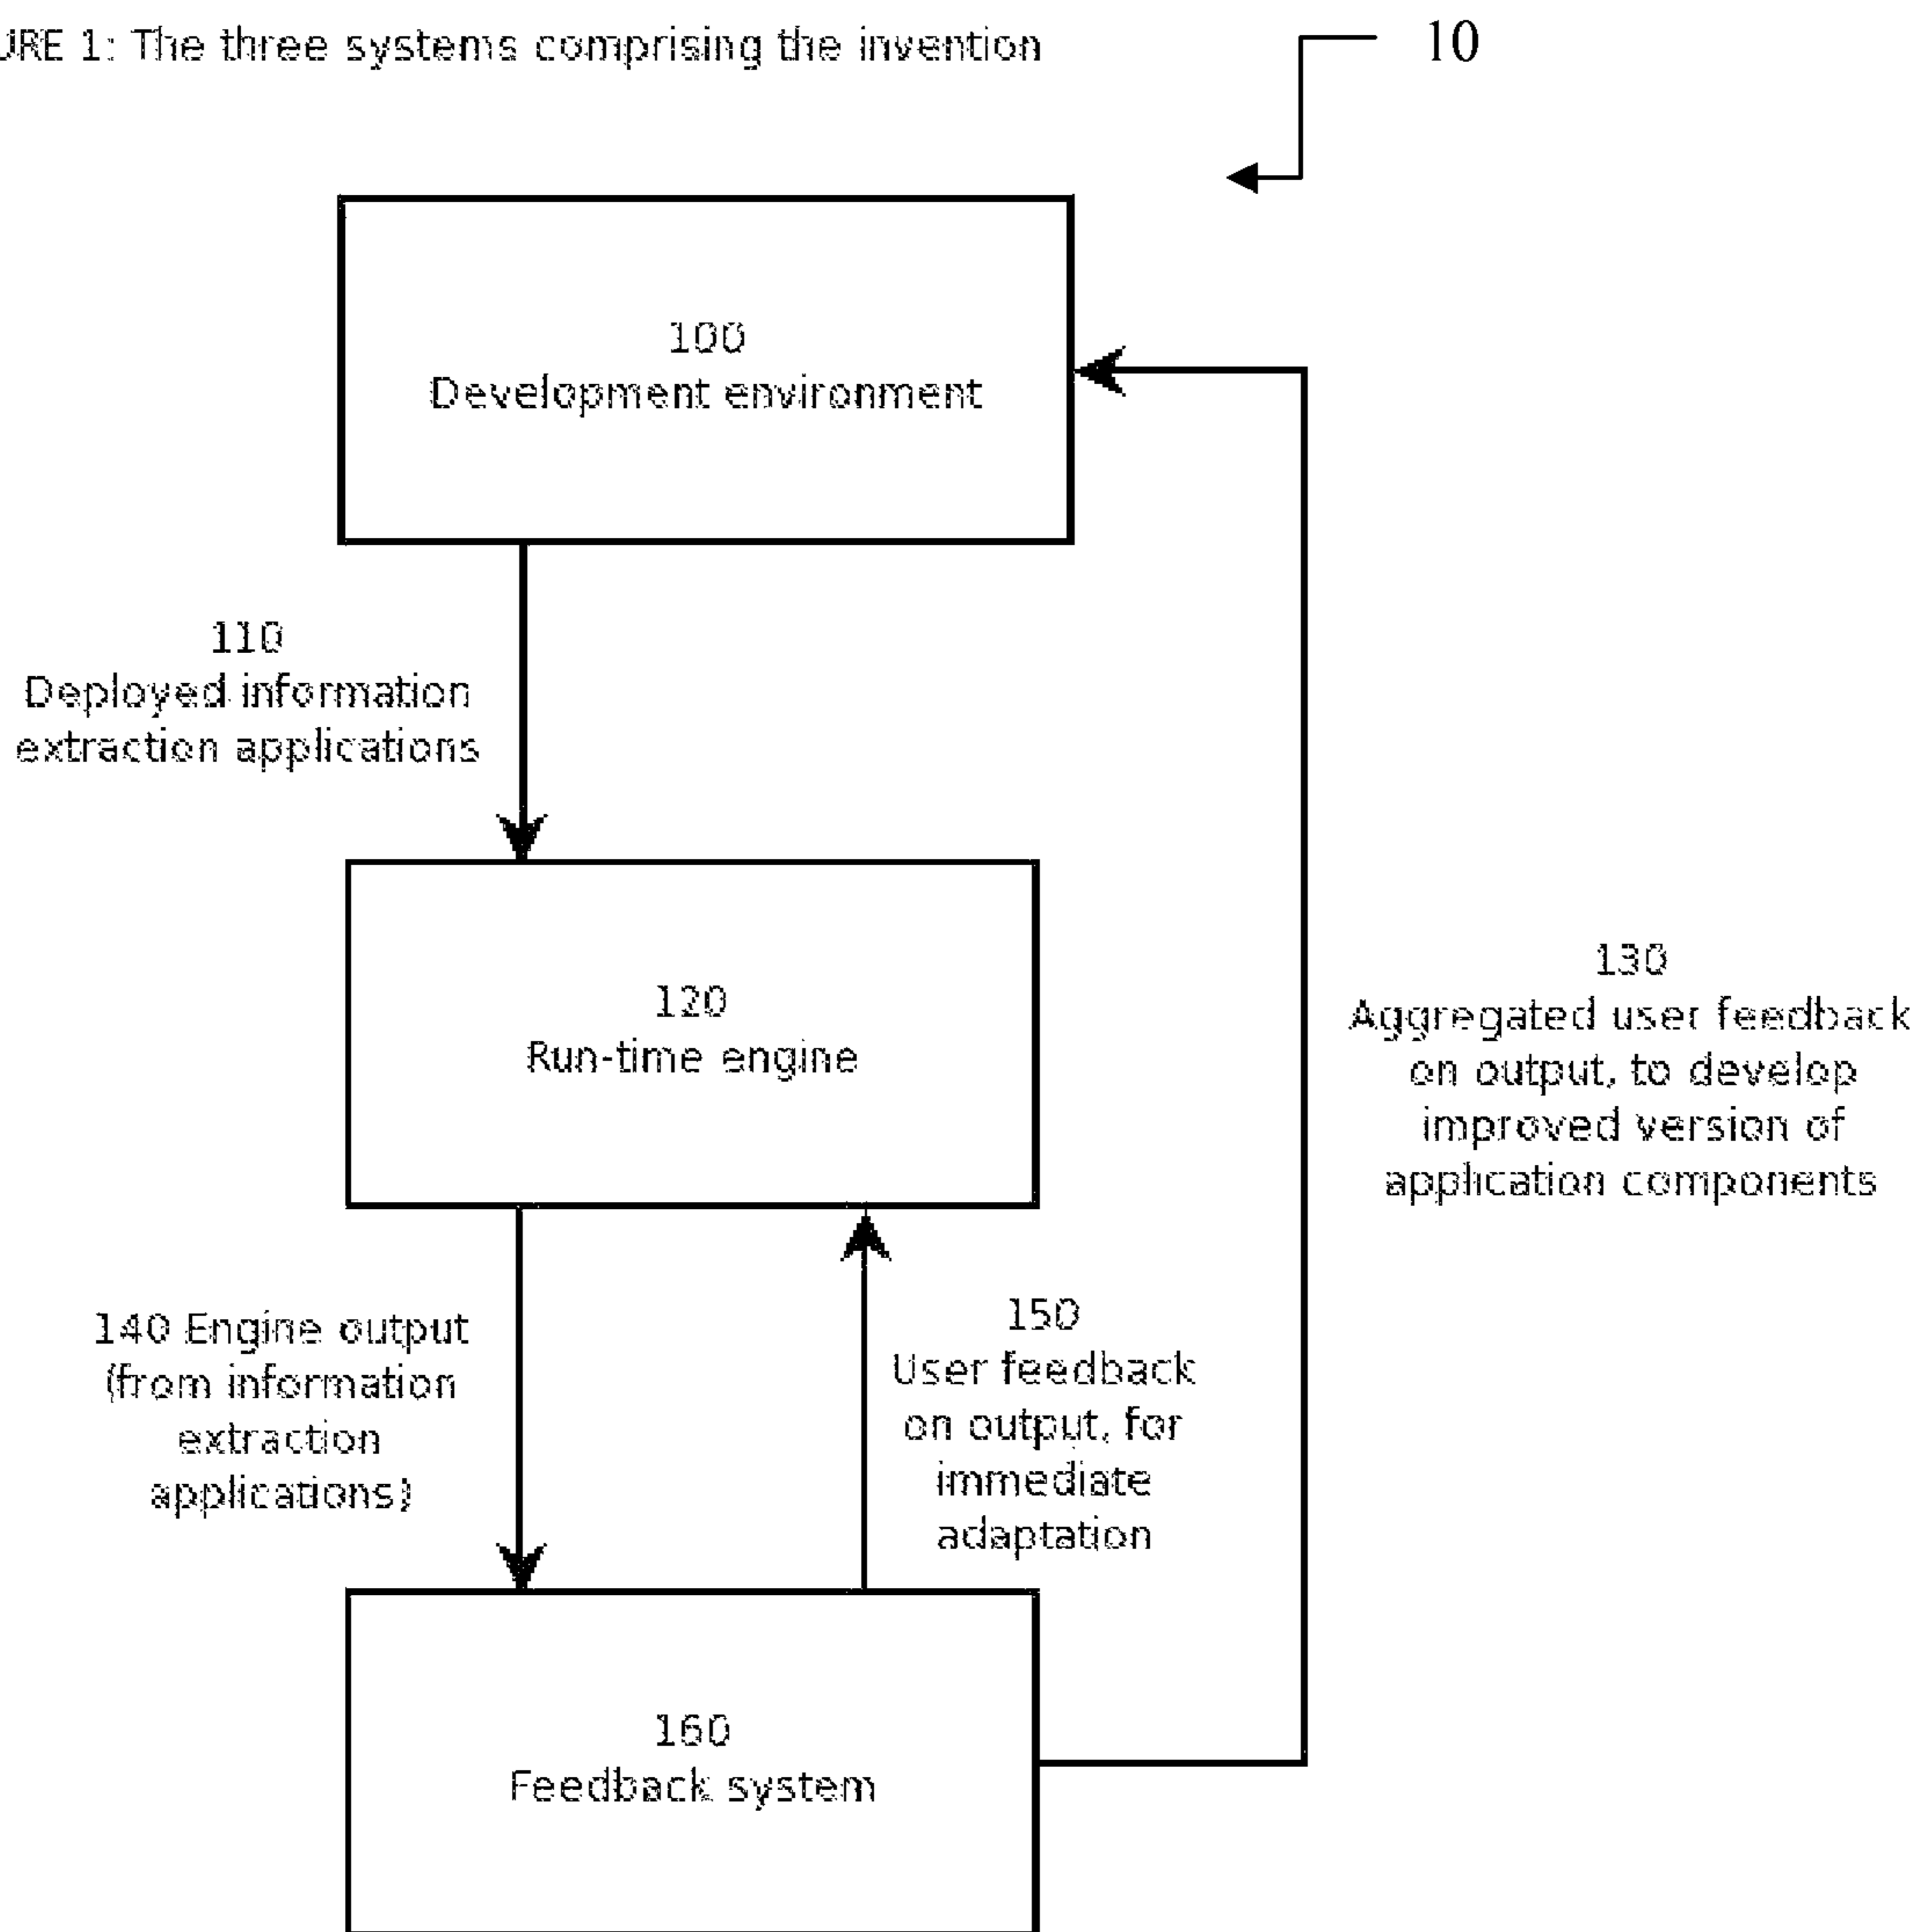 URE 1: The three systems comprising the invention
10
100
Development environment
110
Deployed information
extraction applications
120
Run-time engine
130
Aggregated user feedback
on output, to develop
improved version of
application components
140 Engine output
(from information
extraction
applications)
150
User feedback
on output, for
immediate
adaptation
160
Feedback system